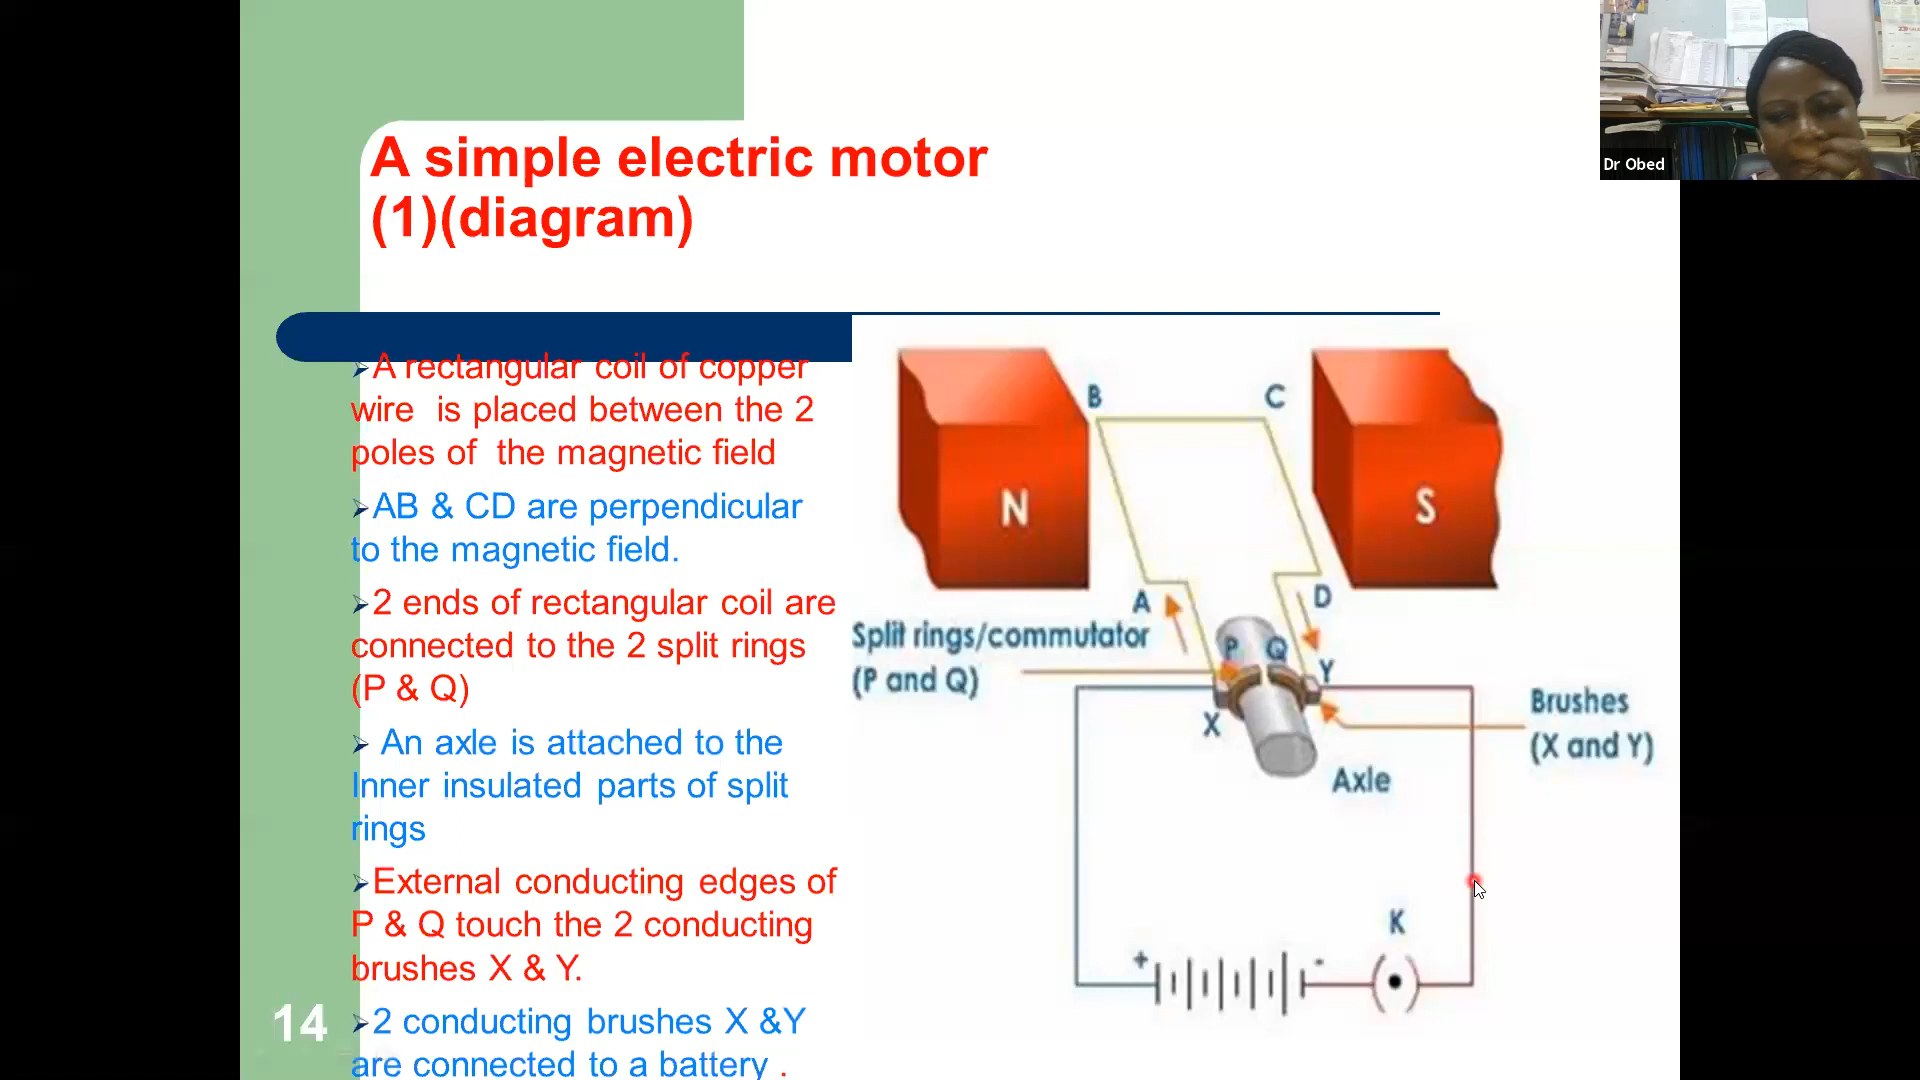 A simple electric motor
(1)(diagram)
Dr Obed
➢A rectangular coil of copper
wire is placed between the 2
poles of the magnetic field
➢AB & CD are perpendicular
to the magnetic field.
➢2 ends of rectangular coil are
connected to the 2 split rings
(P & Q)
➢ An axle is attached to the
Inner insulated parts of split
rings
➢External conducting edges of
P & Q touch the 2 conducting
brushes X & Y.
➢2 conducting brushes X &Y
are connected to a battery .
14
B
C
N
S
A
D
Split rings/commutator
(P and Q)
P
Q
Y
X
Brushes
(X and Y)
Axle
K
+
-